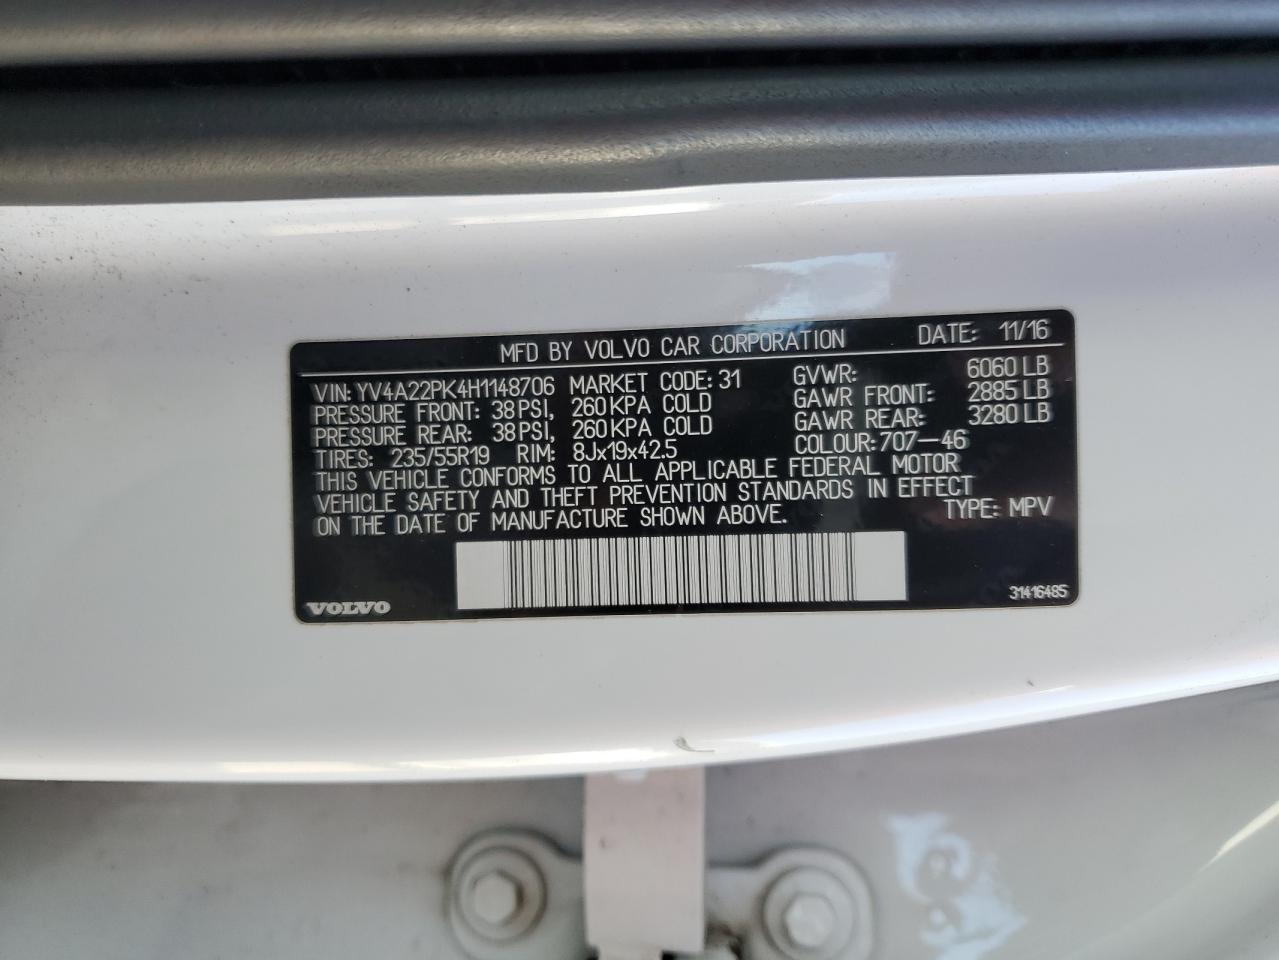 MFD BY VOLVO CAR CORPORATION DATE: 11/16
VIN: YV4A22PK4H1148706 MARKET CODE: 31 GVWR: 6060 LB
PRESSURE FRONT: 38 PSI, 260 KPA COLD GAWR FRONT: 2885 LB
PRESSURE REAR: 38 PSI, 260 KPA COLD GAWR REAR: 3280 LB
TIRES: 235/55R19 RIM: 8Jx19x42.5 COLOUR: 707-46
THIS VEHICLE CONFORMS TO ALL APPLICABLE FEDERAL MOTOR
VEHICLE SAFETY AND THEFT PREVENTION STANDARDS IN EFFECT
ON THE DATE OF MANUFACTURE SHOWN ABOVE. TYPE: MPV
VOLVO 31416485